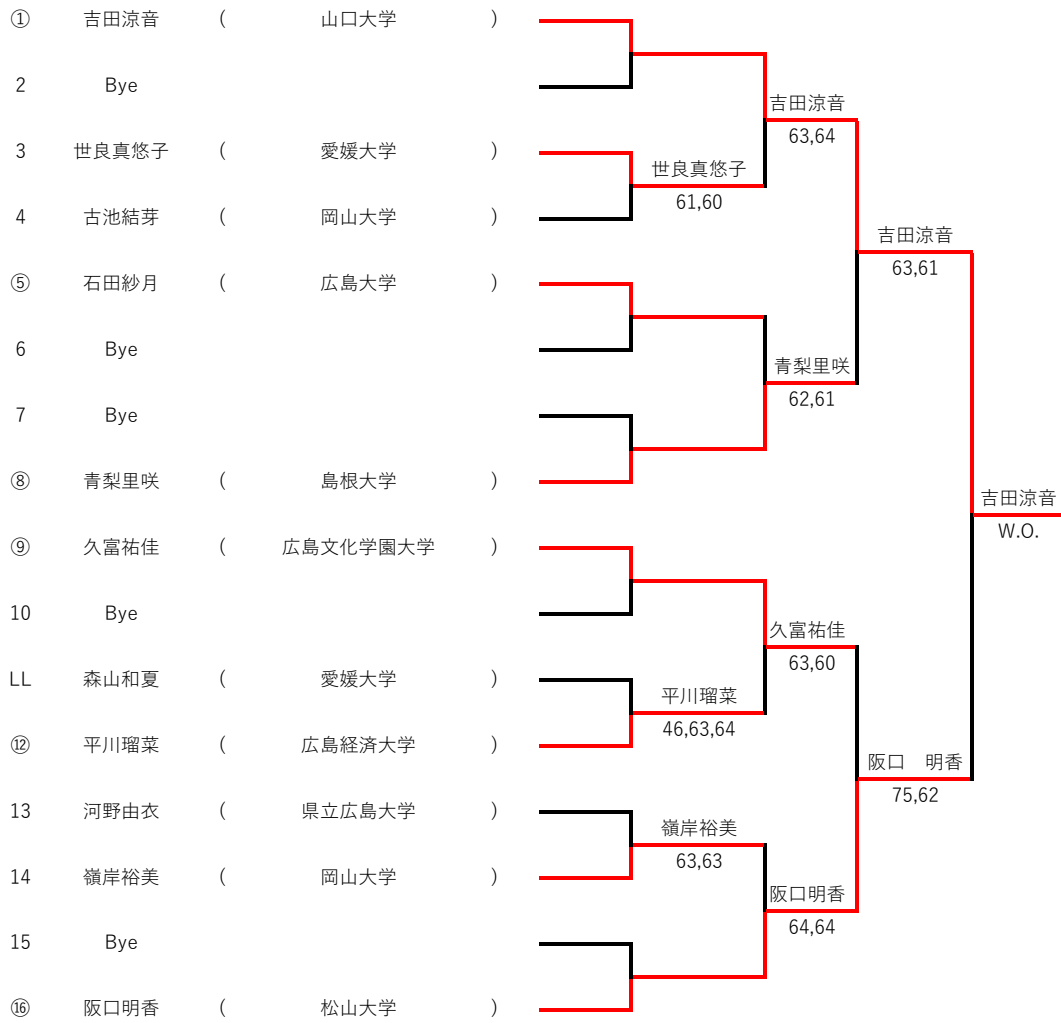 ① 吉田涼音 ( 山口大学 )
2 Bye
吉田涼音
63,64
3 世良真悠子 ( 愛媛大学 )
世良真悠子
61,60
4 古池結芽 ( 岡山大学 )
吉田涼音
63,61
⑤ 石田紗月 ( 広島大学 )
6 Bye
青梨里咲
62,61
7 Bye
⑧ 青梨里咲 ( 島根大学 )
吉田涼音
W.O.
⑨ 久富祐佳 ( 広島文化学園大学 )
10 Bye
久富祐佳
63,60
LL 森山和夏 ( 愛媛大学 )
平川瑠菜
46,63,64
⑫ 平川瑠菜 ( 広島経済大学 )
阪口　明香
75,62
13 河野由衣 ( 県立広島大学 )
嶺岸裕美
63,63
14 嶺岸裕美 ( 岡山大学 )
阪口明香
64,64
15 Bye
⑯ 阪口明香 ( 松山大学 )